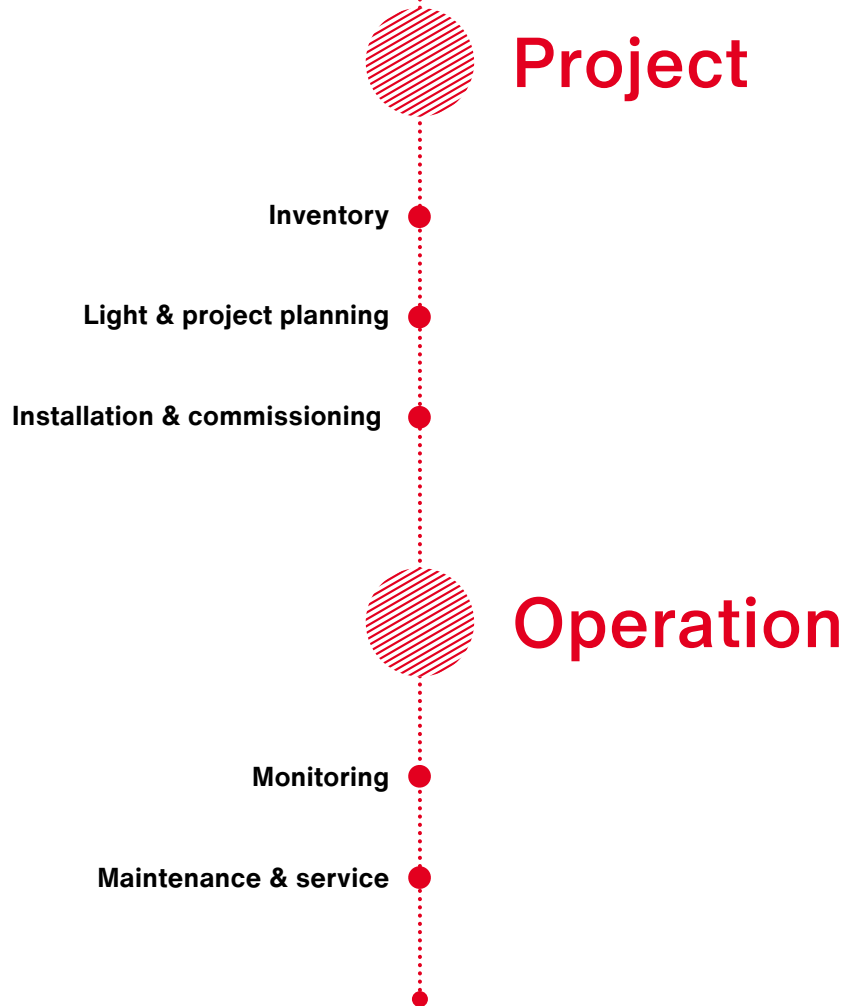 Project
Inventory
Light & project planning
Installation & commissioning
Operation
Monitoring
Maintenance & service